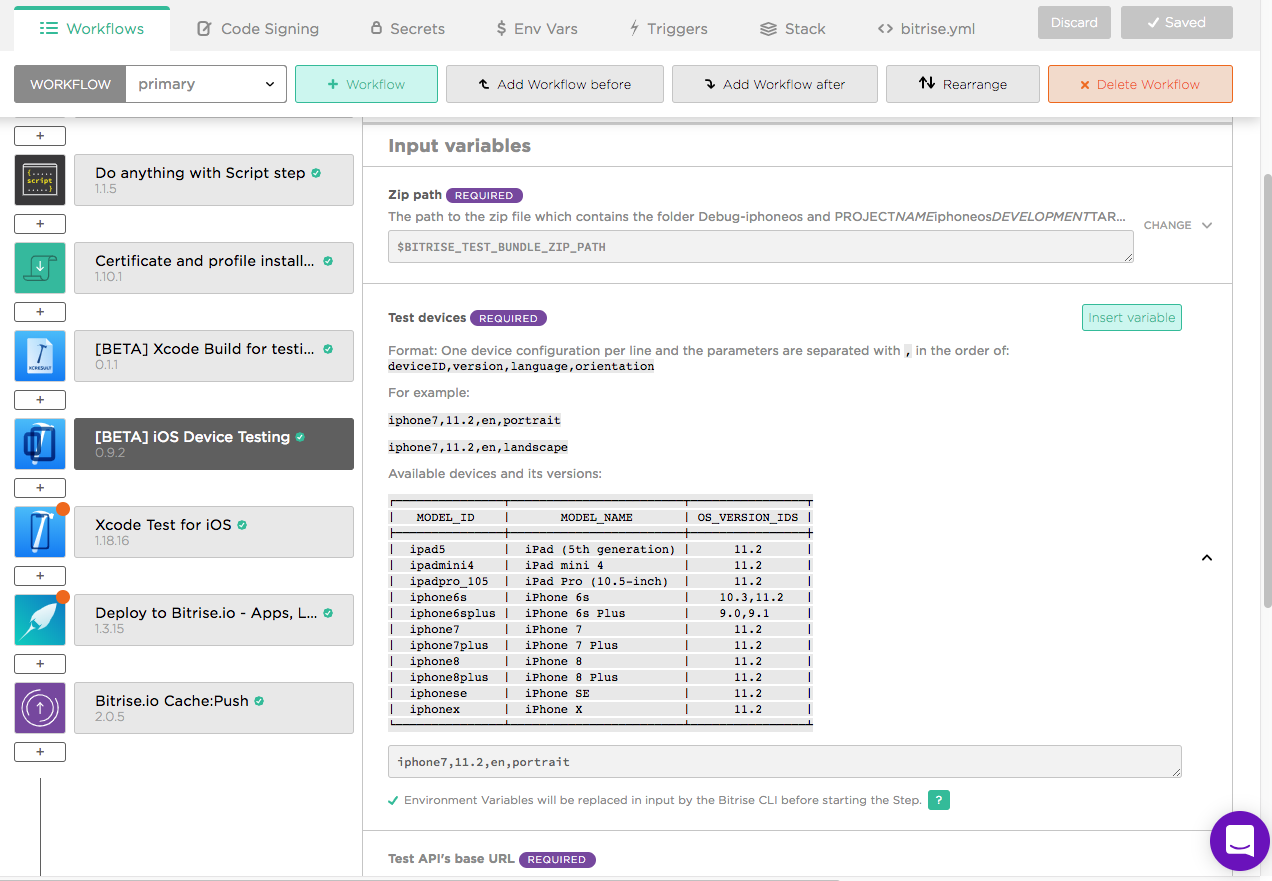 Workflows
Code Signing
Secrets
$ Env Vars
Triggers
Stack
<> bitrise.yml
Discard
Saved
WORKFLOW
primary
+ Workflow
Add Workflow before
Add Workflow after
Rearrange
× Delete Workflow
+
{.....
script
.....}
Do anything with Script step
1.1.5
+
Certificate and profile install...
1.10.1
+
XCRESULT
[BETA] Xcode Build for testi...
0.1.1
+
[BETA] iOS Device Testing
0.9.2
+
Xcode Test for iOS
1.18.16
+
Deploy to Bitrise.io - Apps, L...
1.3.15
+
Bitrise.io Cache:Push
2.0.5
+
Input variables
Zip path REQUIRED
The path to the zip file which contains the folder Debug-iphoneos and PROJECTNAMEiphoneosDEVELOPMENTTAR...
CHANGE
$BITRISE_TEST_BUNDLE_ZIP_PATH
Test devices REQUIRED
Insert variable
Format: One device configuration per line and the parameters are separated with , in the order of:
deviceID,version,language,orientation
For example:
iphone7,11.2,en,portrait
iphone7,11.2,en,landscape
Available devices and its versions:
| MODEL_ID | MODEL_NAME | OS_VERSION_IDS |
| ipad5 | iPad (5th generation) | 11.2 |
| ipadmini4 | iPad mini 4 | 11.2 |
| ipadpro_105 | iPad Pro (10.5-inch) | 11.2 |
| iphone6s | iPhone 6s | 10.3,11.2 |
| iphone6splus | iPhone 6s Plus | 9.0,9.1 |
| iphone7 | iPhone 7 | 11.2 |
| iphone7plus | iPhone 7 Plus | 11.2 |
| iphone8 | iPhone 8 | 11.2 |
| iphone8plus | iPhone 8 Plus | 11.2 |
| iphonese | iPhone SE | 11.2 |
| iphonex | iPhone X | 11.2 |
iphone7,11.2,en,portrait
Environment Variables will be replaced in input by the Bitrise CLI before starting the Step. ?
Test API's base URL REQUIRED